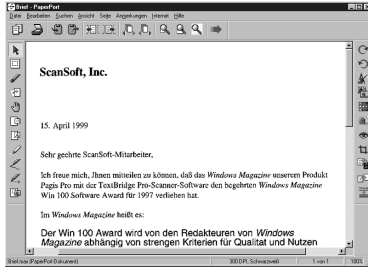 Brief - PaperPort
Datei Bearbeiten Suchen Ansicht Seite Anmerkungen Internet Hilfe
ScanSoft, Inc.
15. April 1999
Sehr geehrte ScanSoft-Mitarbeiter,
Ich freue mich, Ihnen mitteilen zu können, daß das Windows Magazine unserem Produkt
Pagis Pro mit der TextBridge Pro-Scanner-Software den begehrten Windows Magazine
Win 100 Software Award für 1997 verliehen hat.
Im Windows Magazine heißt es:
Der Win 100 Award wird von den Redakteuren von Windows
Magazine abhängig von strengen Kriterien für Qualitat und Nutzen
Brief.max (PaperPort-Dokument) 300 DPI, Schwarzweiß 1 von 1 100%